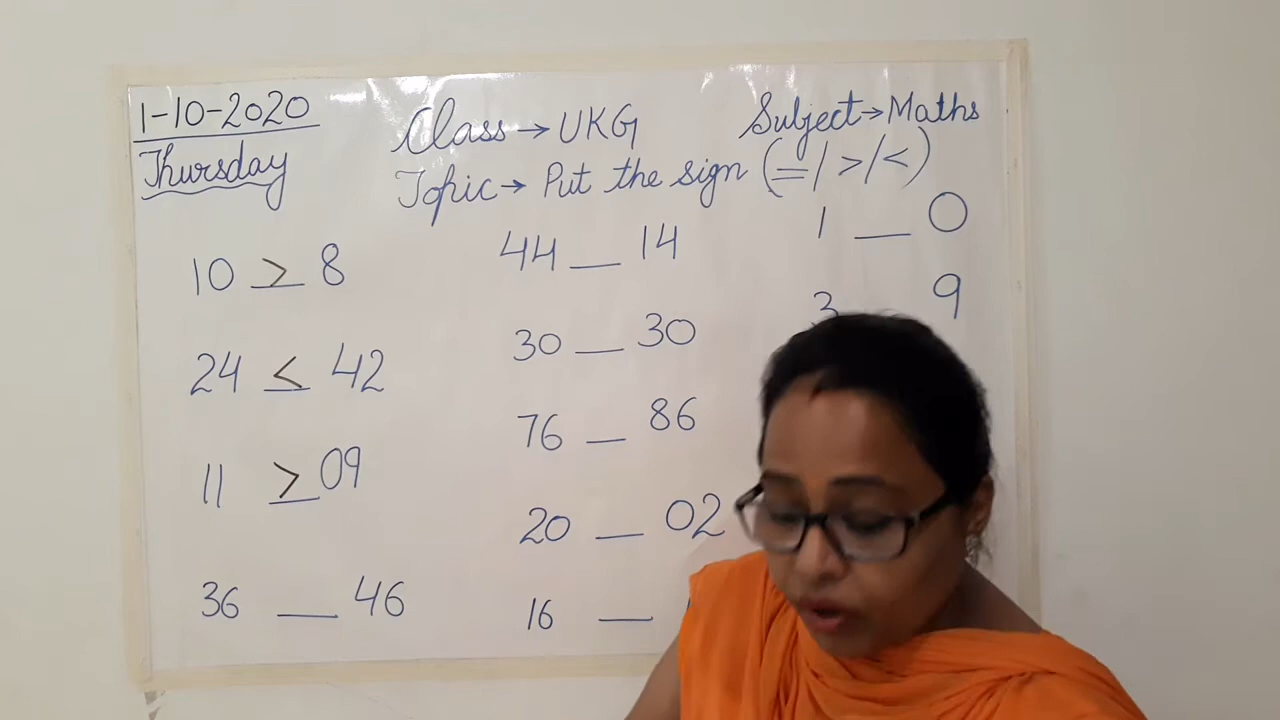 1-10-2020
Thursday
Class → UKG
Subject → Maths
Topic → Put the sign (=/>/<)
10 > 8
24 < 42
11 > 09
36 __ 46
44 __ 14
30 __ 30
76 __ 86
20 __ 02
16 __
1 __ 0
3 9